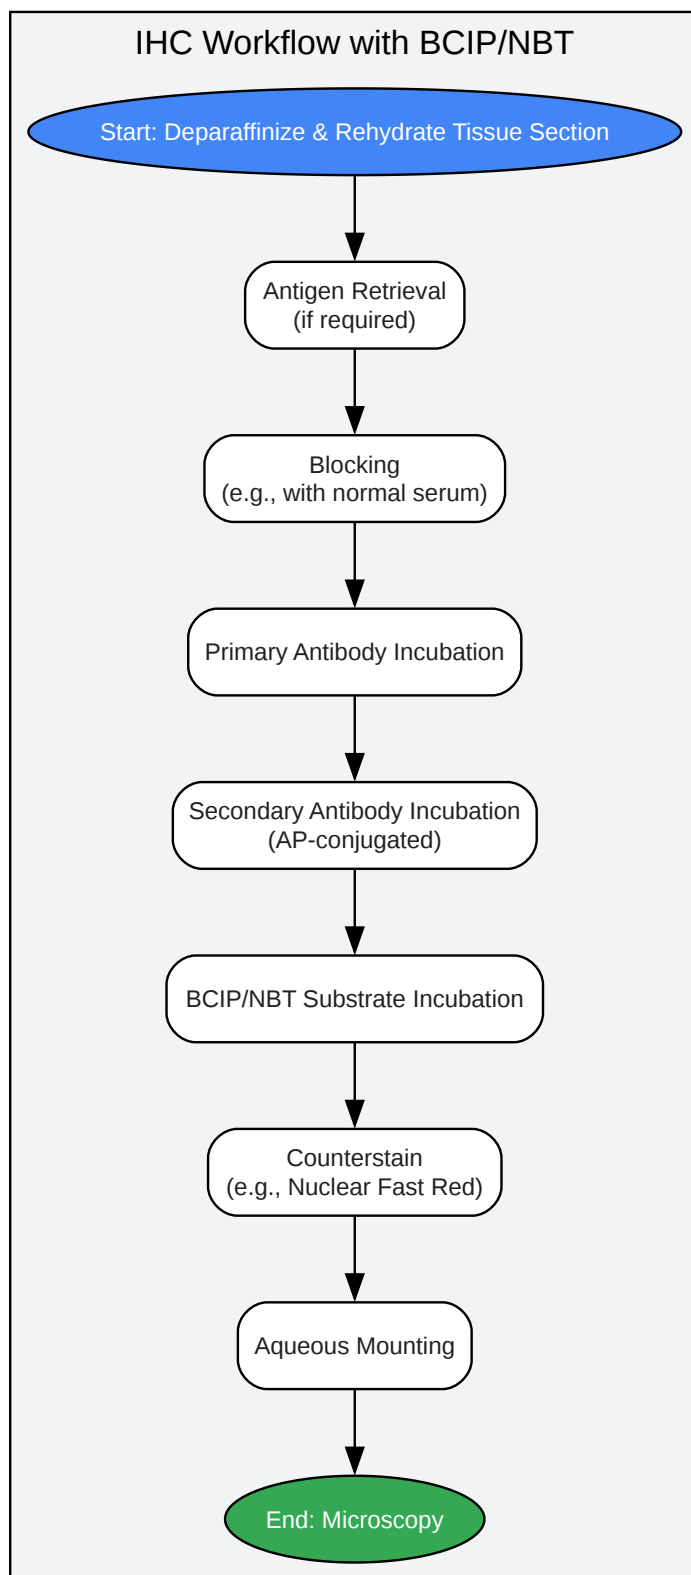 IHC Workflow with BCIP/NBT
Start: Deparaffinize & Rehydrate Tissue Section
Antigen Retrieval
(if required)
Blocking
(e.g., with normal serum)
Primary Antibody Incubation
Secondary Antibody Incubation
(AP-conjugated)
BCIP/NBT Substrate Incubation
Counterstain
(e.g., Nuclear Fast Red)
Aqueous Mounting
End: Microscopy